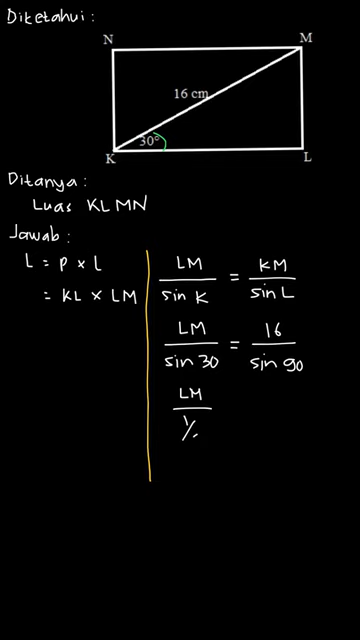 Diketahui:
N M
16 cm
30°
K L
Ditanya:
Luas KLMN
Jawab:
L = p × l
= KL × LM
LM / sin K = KM / sin L
LM / sin 30 = 16 / sin 90
LM / 1/